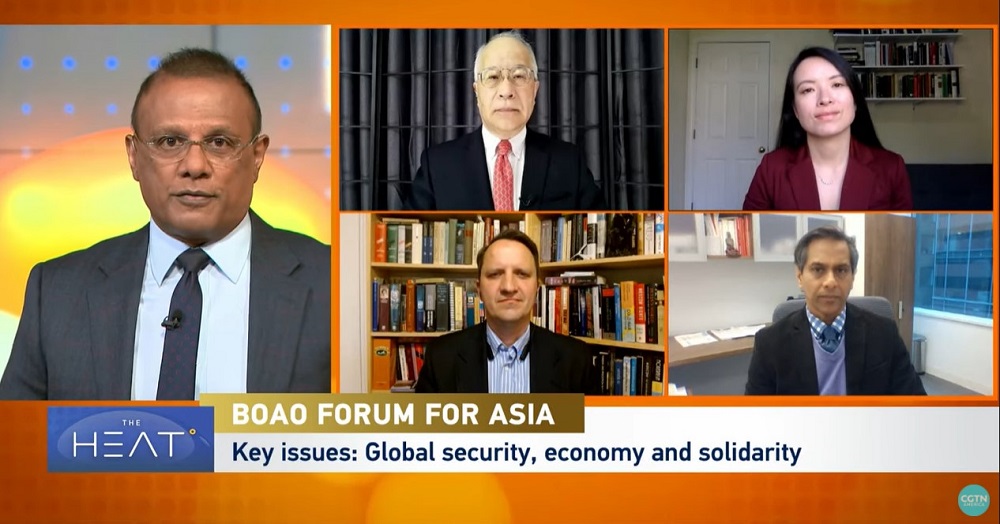 BOAO FORUM FOR ASIA
THE
HEAT
Key issues: Global security, economy and solidarity
CGTN
AMERICA